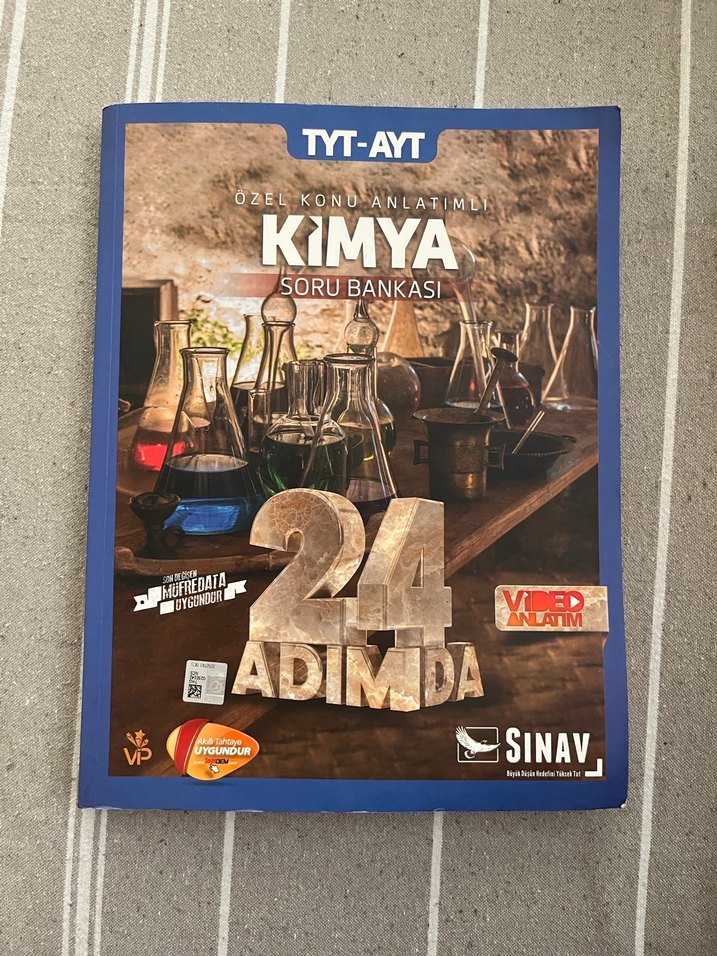 TYT-AYT
ÖZEL KONU ANLATIMLI
KİMYA
SORU BANKASI
24
ADIMDA
SON DEĞİŞEN
MÜFREDATA
UYGUNDUR
VİDEO
ANLATIM
VİP
Akıllı Tahtaya
UYGUNDUR
SINAV
Büyük Düşün Hedefini Yüksek Tut